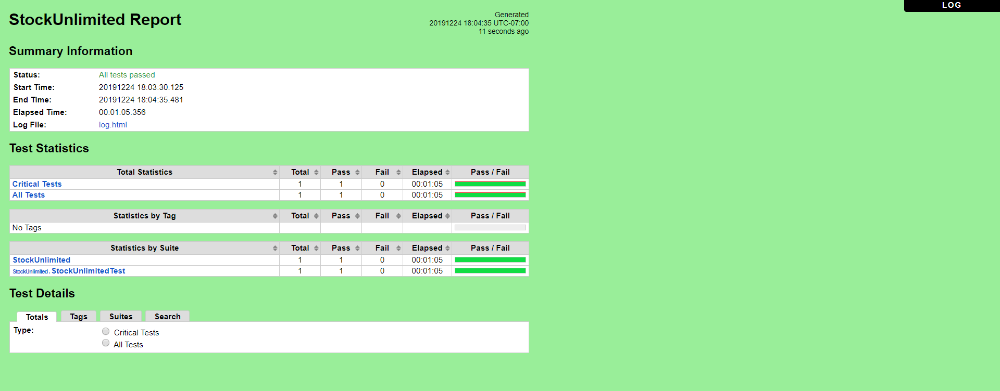 LOG
StockUnlimited Report
Generated
20191224 18:04:35 UTC-07:00
11 seconds ago
Summary Information
Status: All tests passed
Start Time: 20191224 18:03:30.125
End Time: 20191224 18:04:35.481
Elapsed Time: 00:01:05.356
Log File: log.html
Test Statistics
Total Statistics Total Pass Fail Elapsed Pass / Fail
Critical Tests 1 1 0 00:01:05
All Tests 1 1 0 00:01:05
Statistics by Tag Total Pass Fail Elapsed Pass / Fail
No Tags
Statistics by Suite Total Pass Fail Elapsed Pass / Fail
StockUnlimited 1 1 0 00:01:05
StockUnlimited . StockUnlimitedTest 1 1 0 00:01:05
Test Details
Totals Tags Suites Search
Type: Critical Tests
All Tests